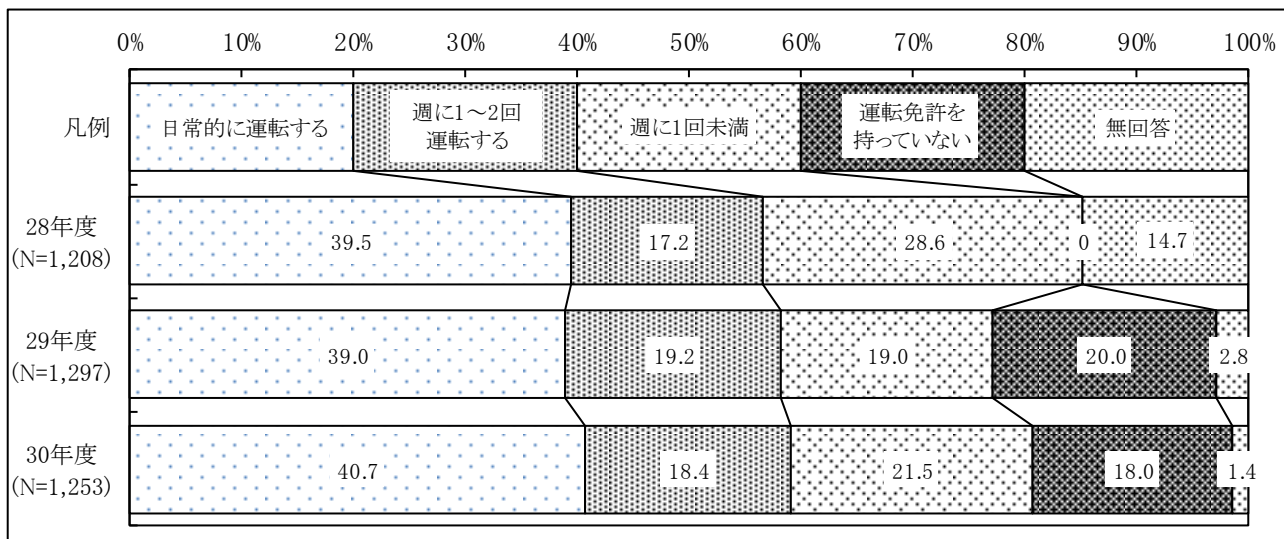 0% 10% 20% 30% 40% 50% 60% 70% 80% 90% 100%
凡例
日常的に運転する
週に1～2回
運転する
週に1回未満
運転免許を
持っていない
無回答
28年度
(N=1,208)
39.5 17.2 28.6 0 14.7
29年度
(N=1,297)
39.0 19.2 19.0 20.0 2.8
30年度
(N=1,253)
40.7 18.4 21.5 18.0 1.4